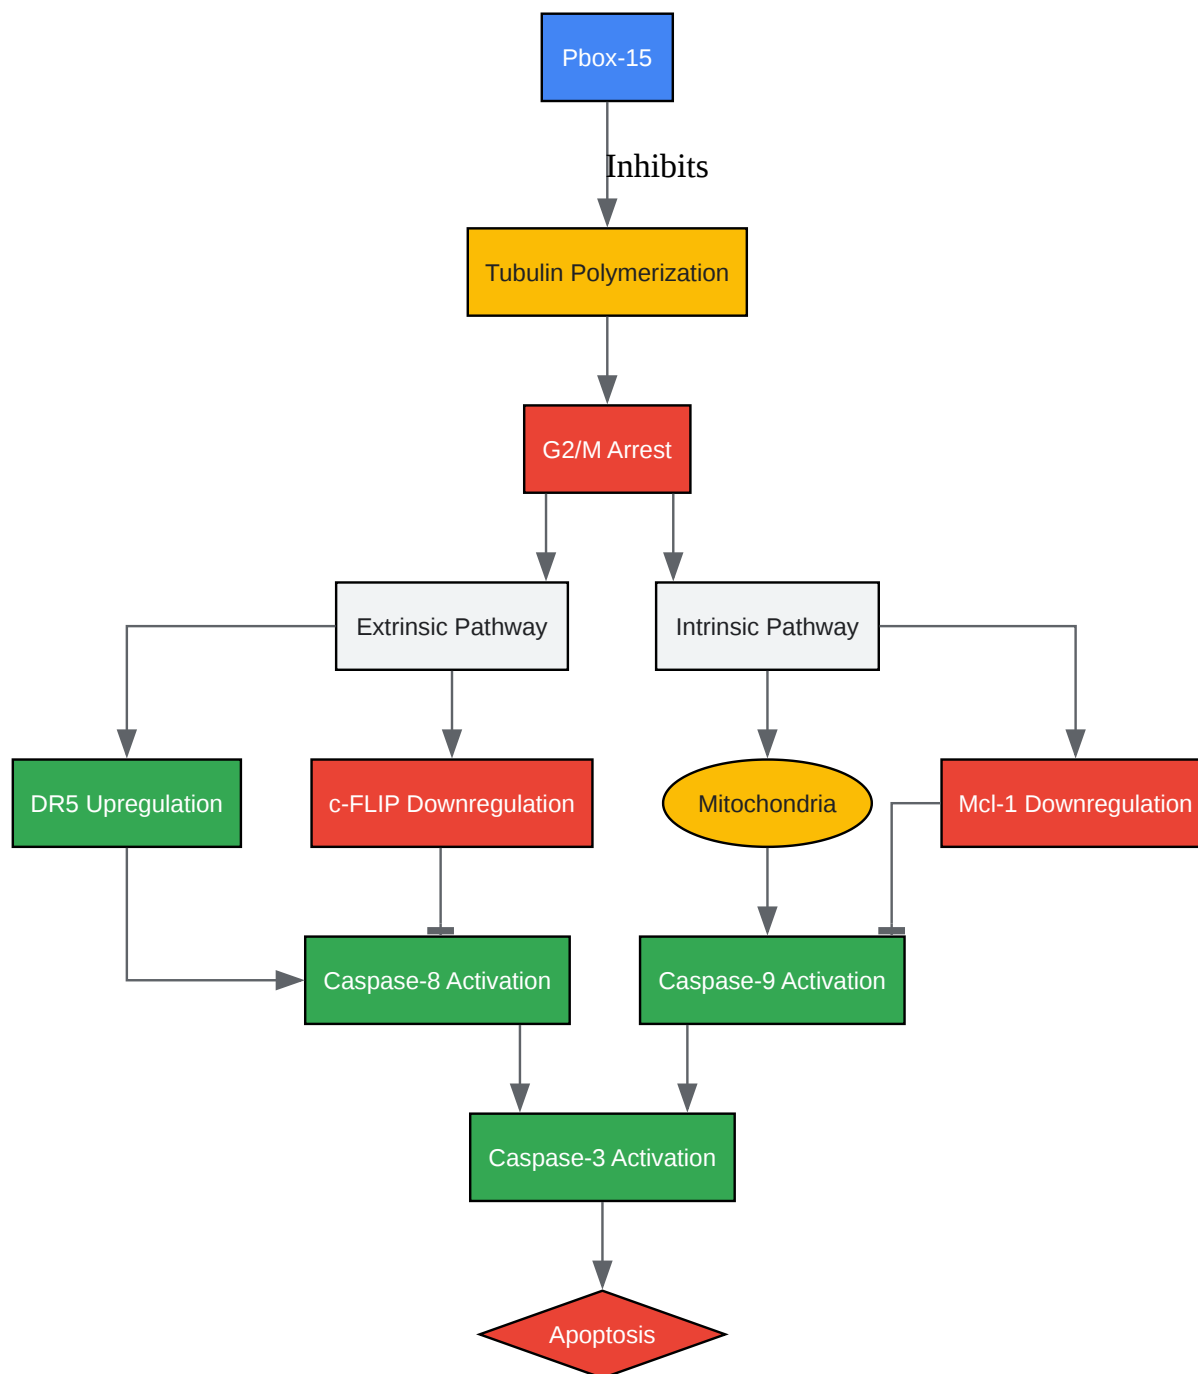 Pbox-15
Inhibits
Tubulin Polymerization
G2/M Arrest
Extrinsic Pathway
Intrinsic Pathway
DR5 Upregulation
c-FLIP Downregulation
Mitochondria
Mcl-1 Downregulation
Caspase-8 Activation
Caspase-9 Activation
Caspase-3 Activation
Apoptosis